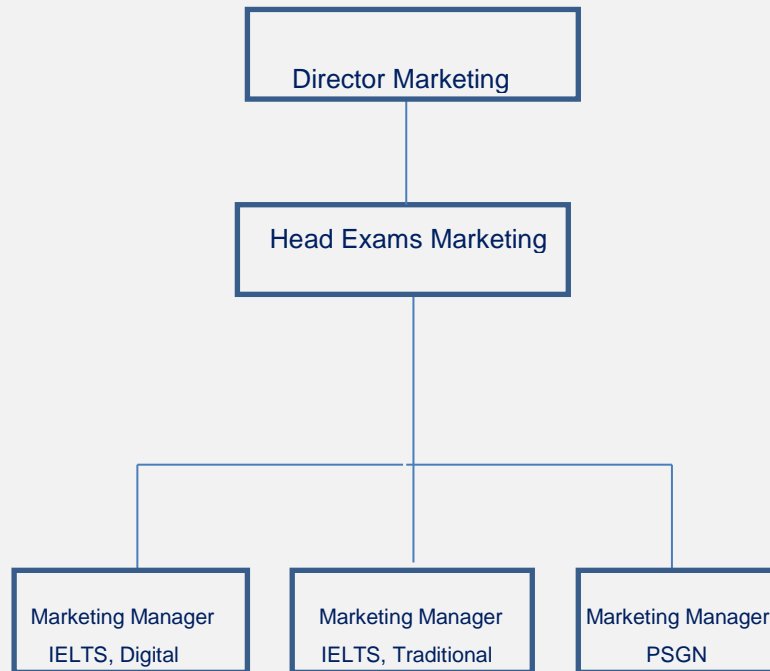 Director Marketing
Head Exams Marketing
Marketing Manager
IELTS, Digital
Marketing Manager
IELTS, Traditional
Marketing Manager
PSGN